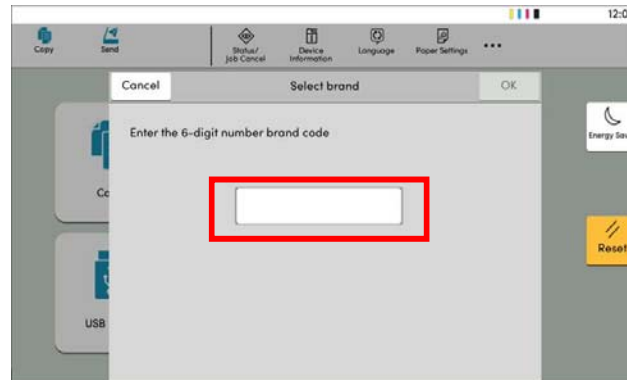 12:0
Copy
Send
Status/
Job Cancel
Device
Information
Language
Paper Settings
...
Cancel
Select brand
OK
Enter the 6-digit number brand code
Energy Sav
Co
Reset
USB